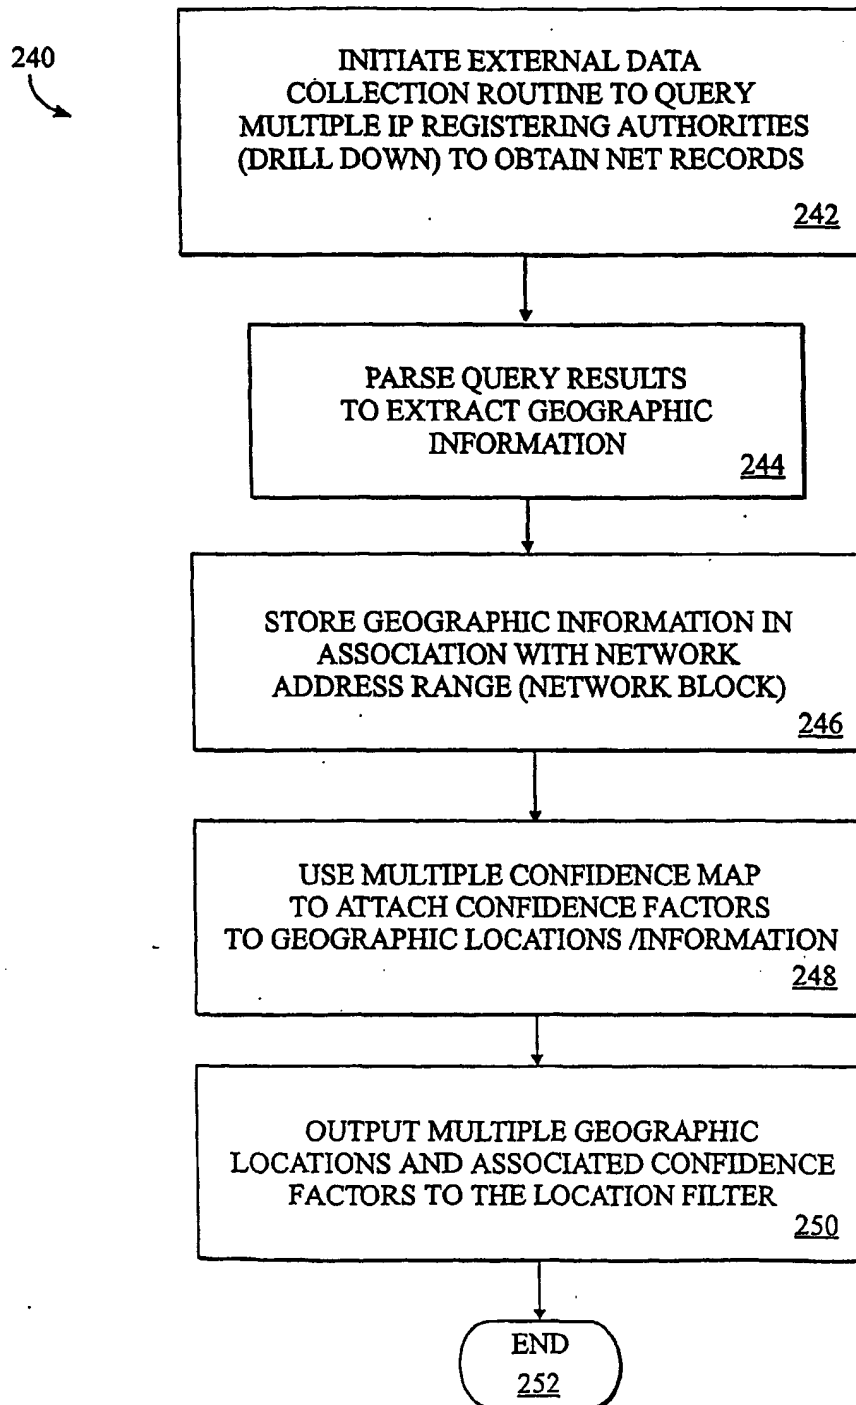 240
INITIATE EXTERNAL DATA
COLLECTION ROUTINE TO QUERY
MULTIPLE IP REGISTERING AUTHORITIES
(DRILL DOWN) TO OBTAIN NET RECORDS
242
PARSE QUERY RESULTS
TO EXTRACT GEOGRAPHIC
INFORMATION
244
STORE GEOGRAPHIC INFORMATION IN
ASSOCIATION WITH NETWORK
ADDRESS RANGE (NETWORK BLOCK)
246
USE MULTIPLE CONFIDENCE MAP
TO ATTACH CONFIDENCE FACTORS
TO GEOGRAPHIC LOCATIONS /INFORMATION
248
OUTPUT MULTIPLE GEOGRAPHIC
LOCATIONS AND ASSOCIATED CONFIDENCE
FACTORS TO THE LOCATION FILTER
250
END
252